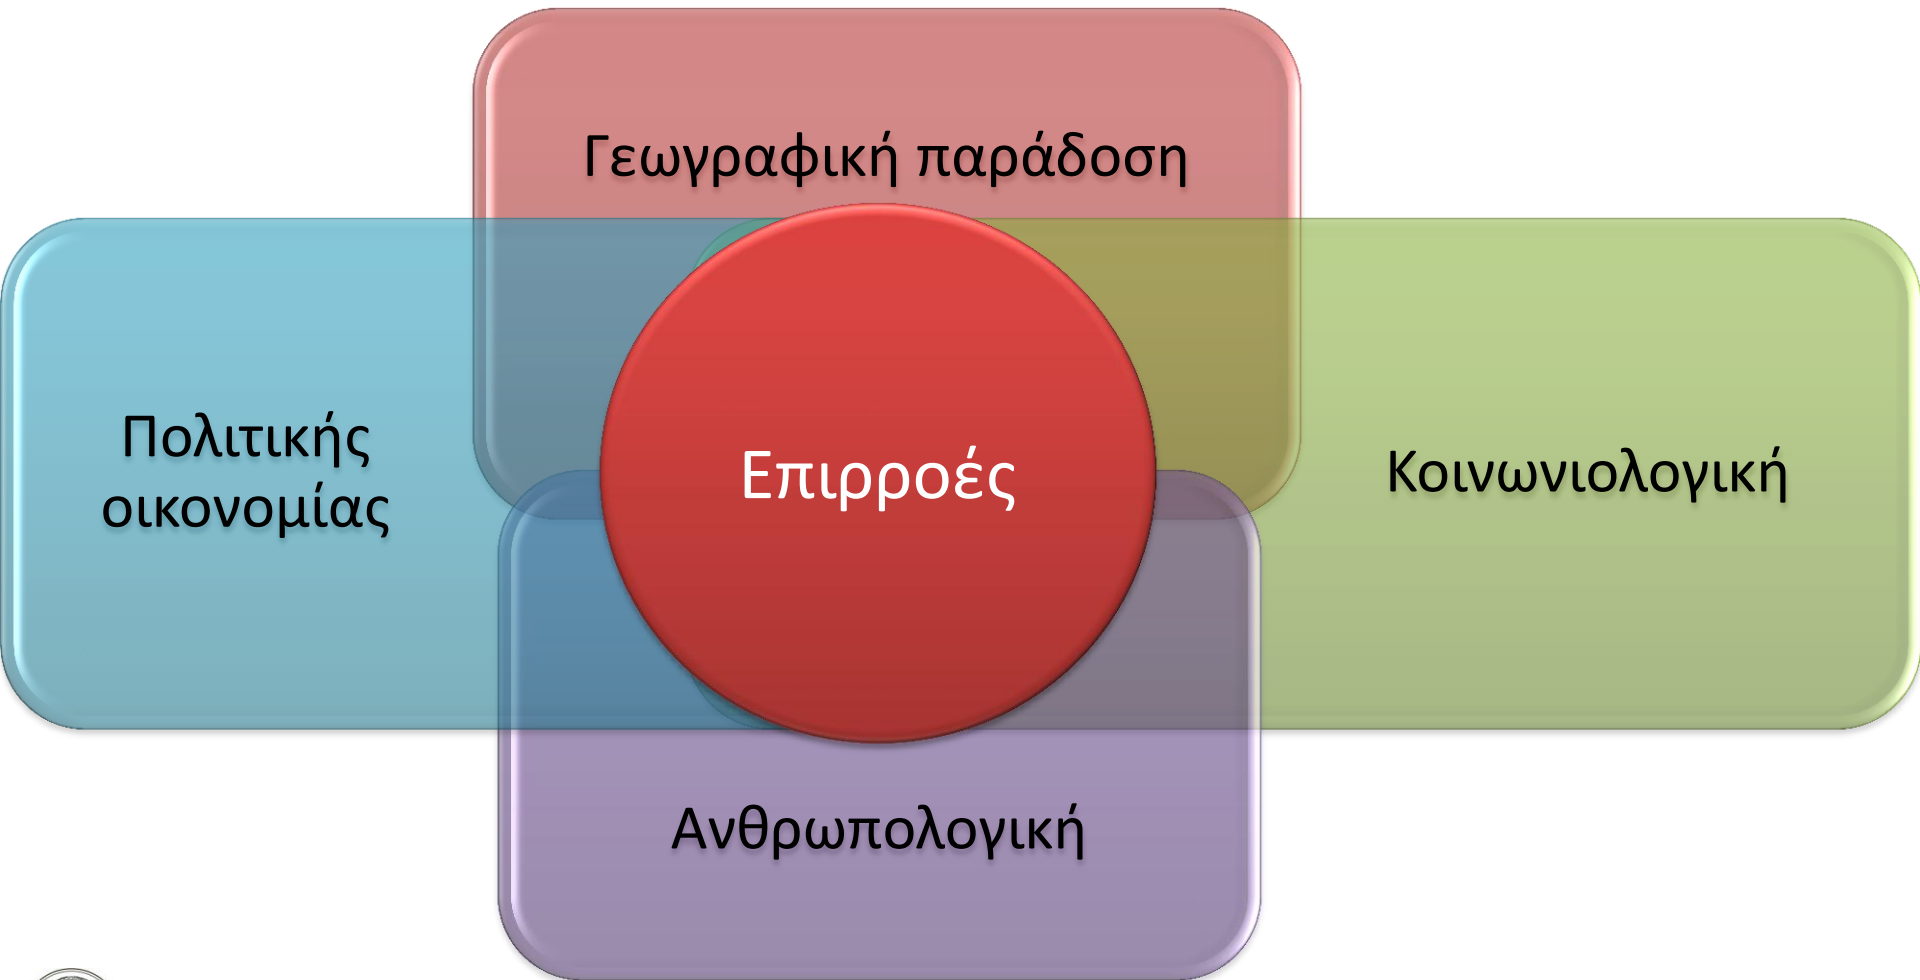 Γεωγραφική παράδοση
Πολιτικής
οικονομίας
Επιρροές
Κοινωνιολογική
Ανθρωπολογική